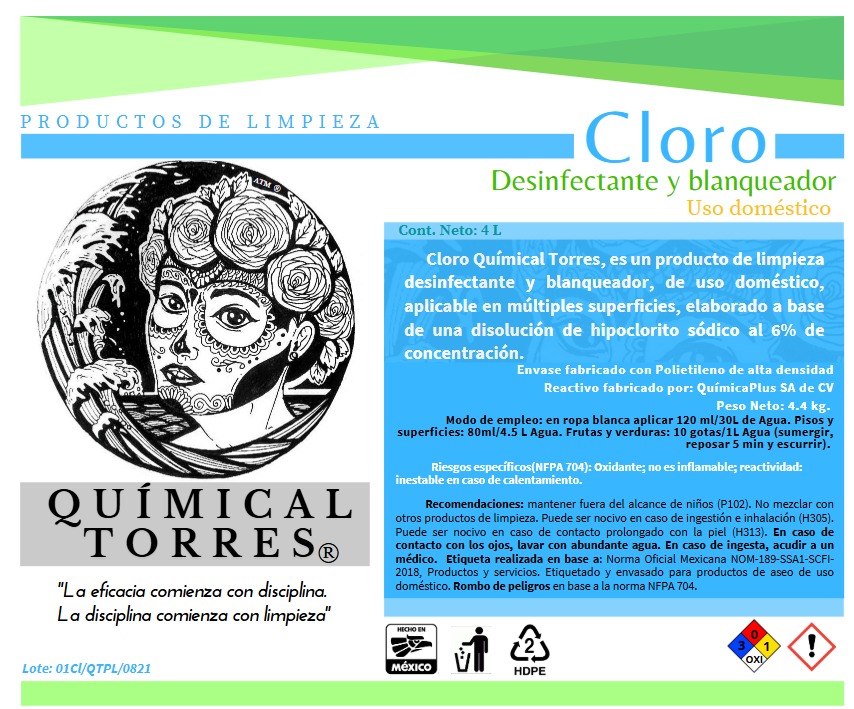 PRODUCTOS DE LIMPIEZA
Cloro
Desinfectante y blanqueador
Uso doméstico
ATM ®
Cont. Neto: 4 L
Cloro Químical Torres, es un producto de limpieza
desinfectante y blanqueador, de uso doméstico,
aplicable en múltiples superficies, elaborado a base
de una disolución de hipoclorito sódico al 6% de
concentración.
Envase fabricado con Polietileno de alta densidad
Reactivo fabricado por: QuímicaPlus SA de CV
Peso Neto: 4.4 kg.
Modo de empleo: en ropa blanca aplicar 120 ml/30L de Agua. Pisos y
superficies: 80ml/4.5 L Agua. Frutas y verduras: 10 gotas/1L Agua (sumergir,
reposar 5 min y escurrir).
Riesgos específicos(NFPA 704): Oxidante; no es inflamable; reactividad:
inestable en caso de calentamiento.
Recomendaciones: mantener fuera del alcance de niños (P102). No mezclar con
otros productos de limpieza. Puede ser nocivo en caso de ingestión e inhalación (H305).
Puede ser nocivo en caso de contacto prolongado con la piel (H313). En caso de
contacto con los ojos, lavar con abundante agua. En caso de ingesta, acudir a un
médico. Etiqueta realizada en base a: Norma Oficial Mexicana NOM-189-SSA1-SCFI-
2018, Productos y servicios. Etiquetado y envasado para productos de aseo de uso
doméstico. Rombo de peligros en base a la norma NFPA 704.
QUÍMICAL
TORRES®
"La eficacia comienza con disciplina.
La disciplina comienza con limpieza"
Lote: 01Cl/QTPL/0821
HECHO EN
MÉXICO
2
HDPE
0
3
1
OXI
!